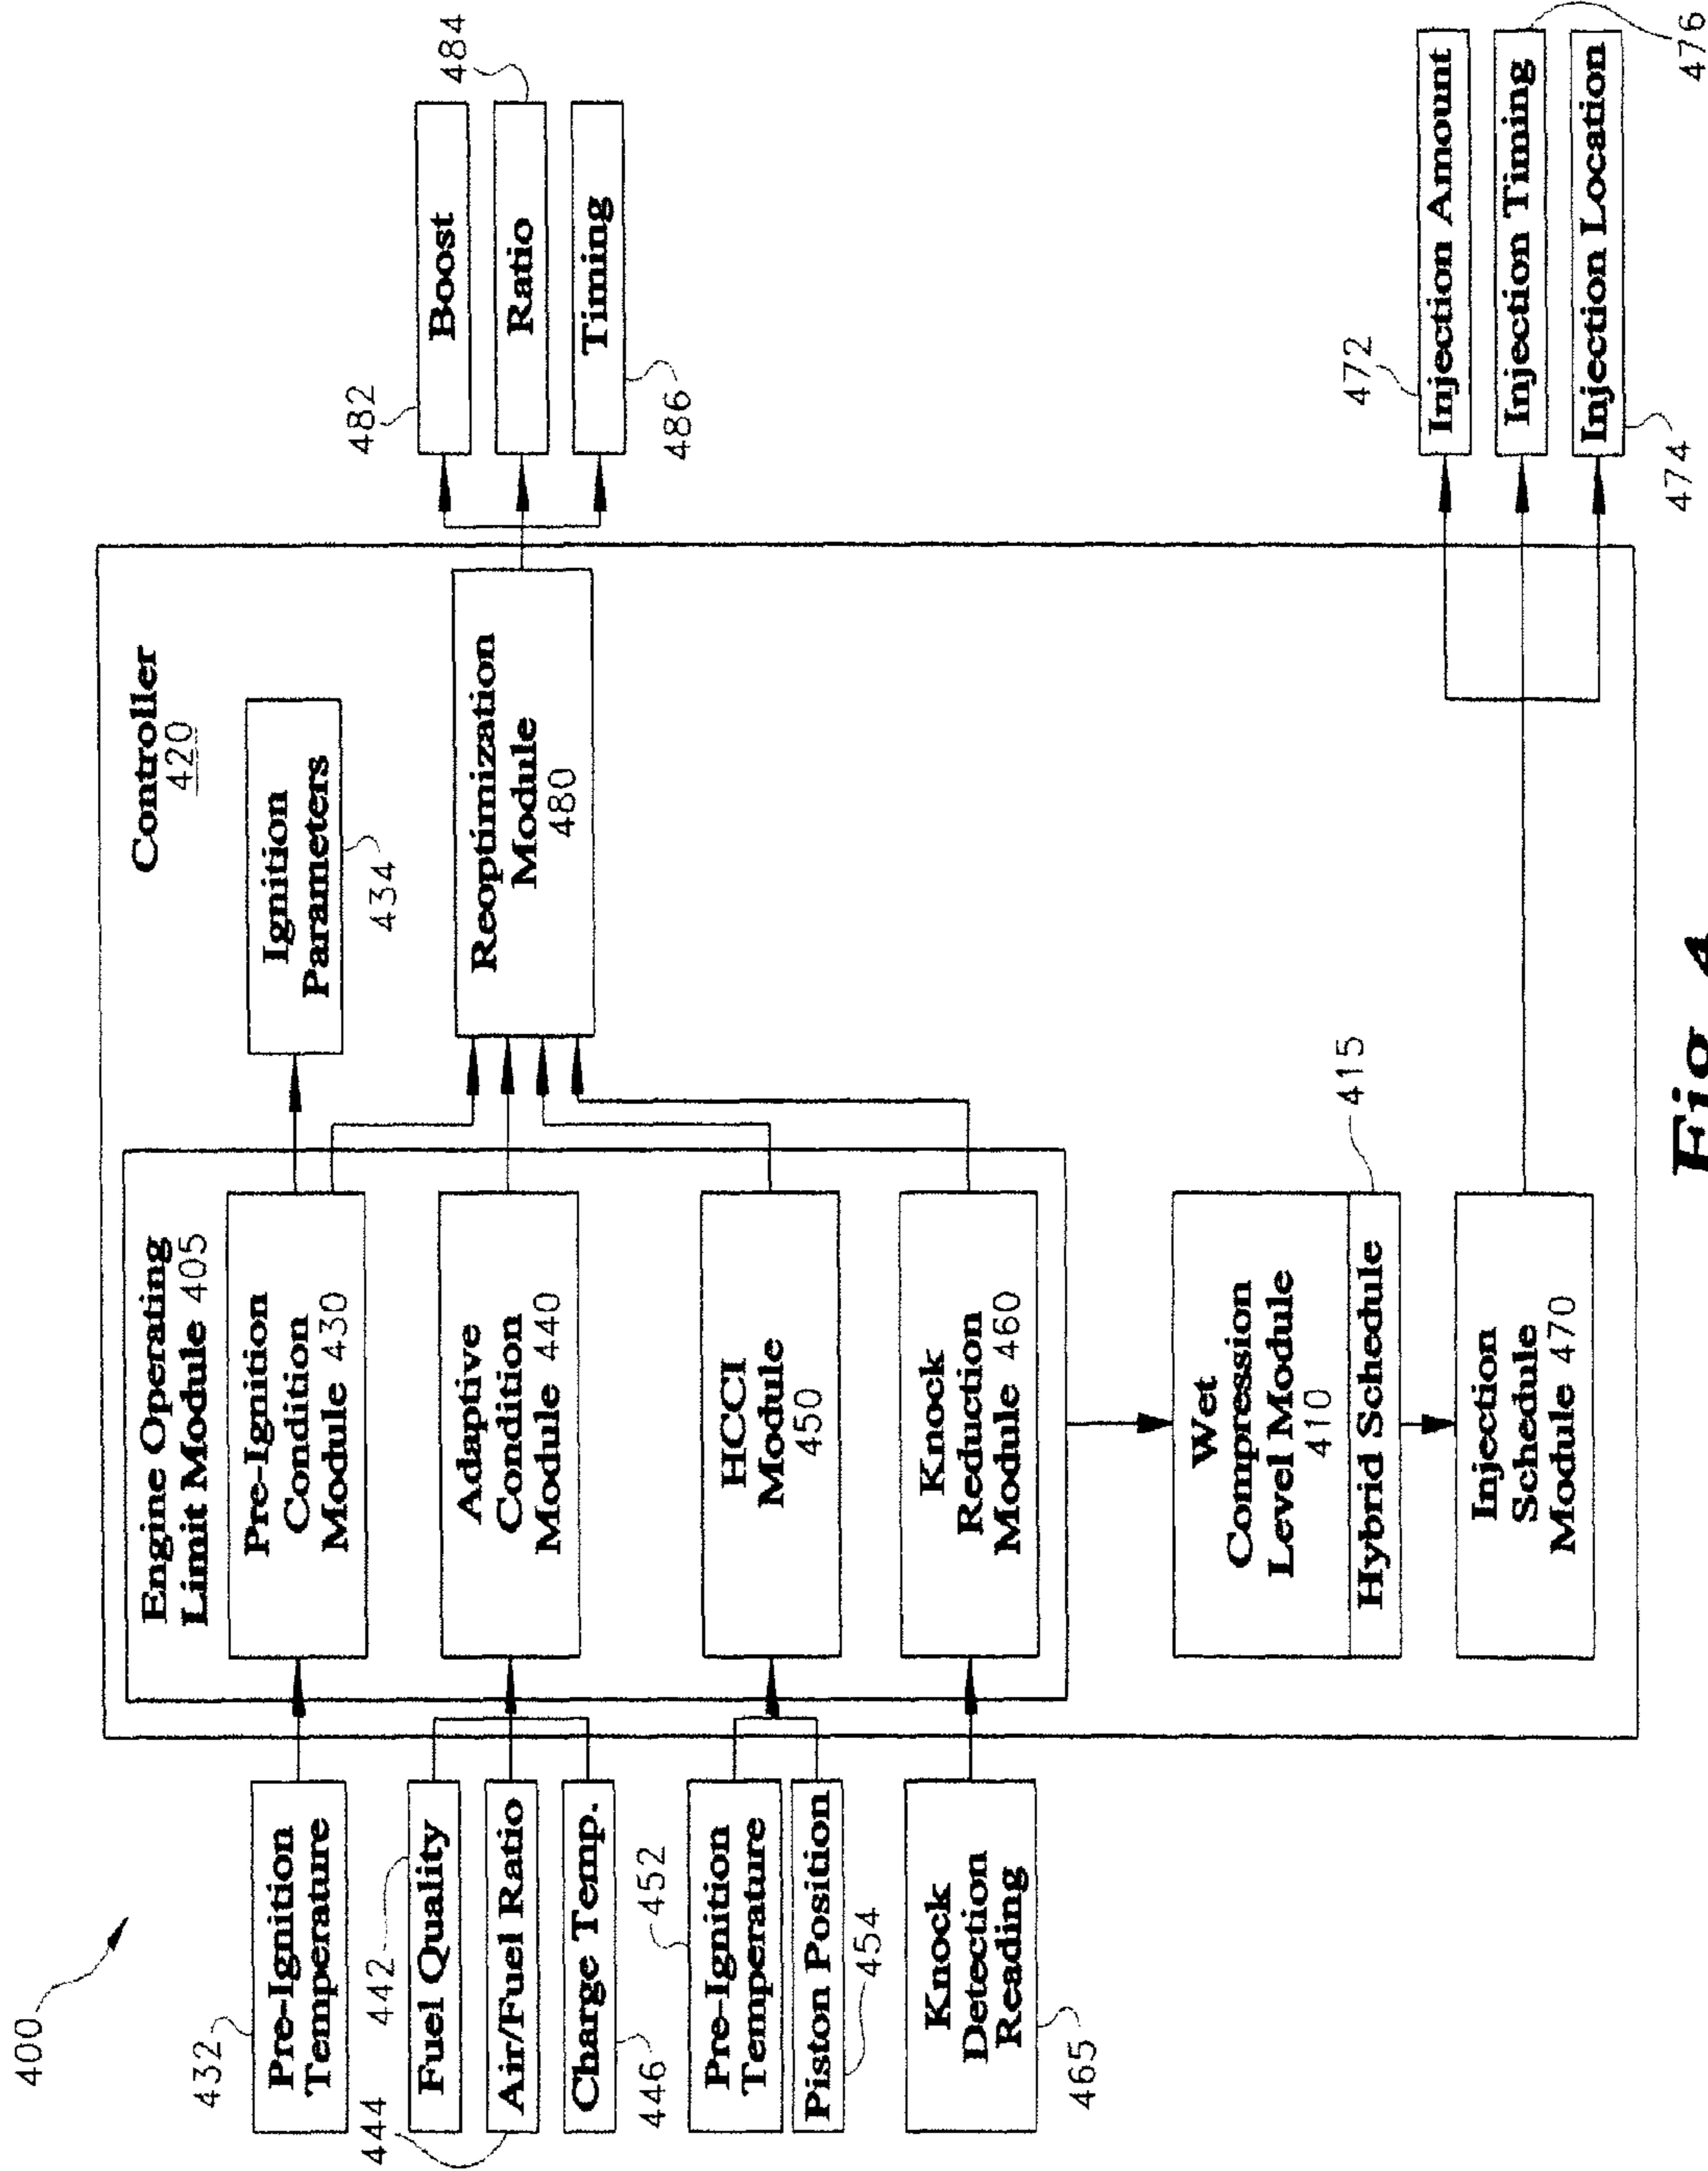 400
Controller
420
Engine Operating
Limit Module 405
432
Pre-Ignition
Temperature
Pre-Ignition
Condition
Module 430
Ignition
Parameters
434
444
442
Fuel Quality
Air/Fuel Ratio
Charge Temp.
446
Adaptive
Condition
Module 440
Reoptimization
Module
480
482
Boost
484
Ratio
Timing
486
452
Pre-Ignition
Temperature
Piston Position
454
HCCI
Module
450
Knock
Detection
Reading
465
Knock
Reduction
Module 460
Wet
Compression
Level Module
410
Hybrid Schedule
415
Injection
Schedule
Module 470
472
Injection Amount
Injection Timing
476
Injection Location
474
Fig. 4